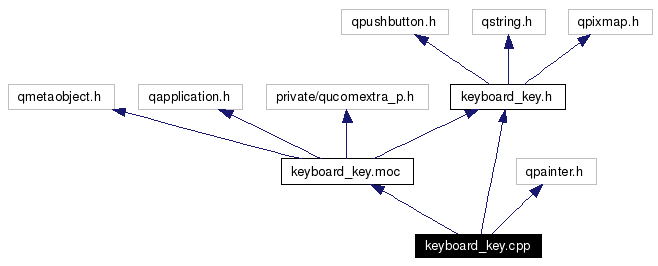 qpushbutton.h
qstring.h
qpixmap.h
qmetaobject.h
qapplication.h
private/qucomextra_p.h
keyboard_key.h
keyboard_key.moc
qpainter.h
keyboard_key.cpp